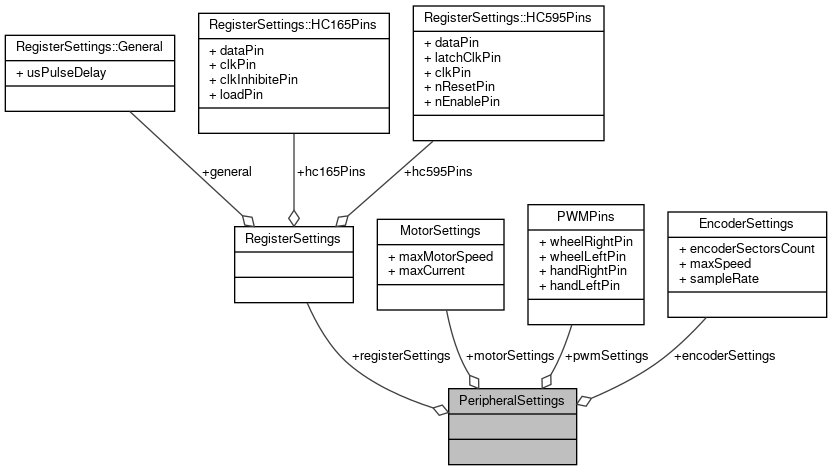 RegisterSettings::General
+ usPulseDelay
RegisterSettings::HC165Pins
+ dataPin
+ clkPin
+ clkInhibitePin
+ loadPin
RegisterSettings::HC595Pins
+ dataPin
+ latchClkPin
+ clkPin
+ nResetPin
+ nEnablePin
+general
+hc165Pins
+hc595Pins
RegisterSettings
MotorSettings
+ maxMotorSpeed
+ maxCurrent
PWMPins
+ wheelRightPin
+ wheelLeftPin
+ handRightPin
+ handLeftPin
EncoderSettings
+ encoderSectorsCount
+ maxSpeed
+ sampleRate
+registerSettings
+motorSettings
+pwmSettings
+encoderSettings
PeripheralSettings